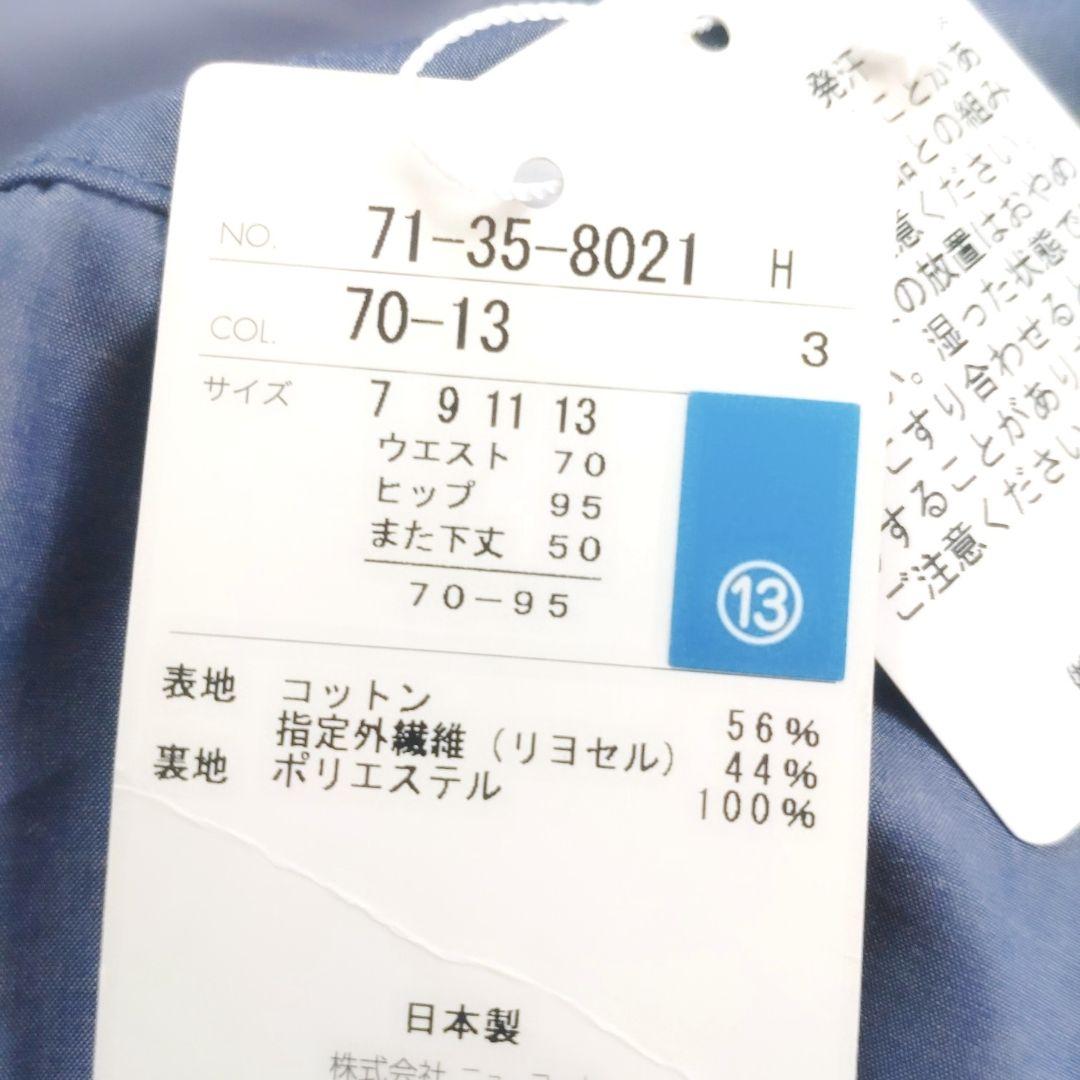 NO. 71-35-8021 H
COL. 70-13 3
サイズ 7 9 11 13
ウエスト 70
ヒップ 95
また下丈 50
70-95
⑬
表地 コットン 56%
指定外繊維（リヨセル） 44%
裏地 ポリエステル 100%
日本製
株式会社
発汗
ことがあ
品との組み
意ください
の放置はおやめ
湿った状態で
こすり合わせると
することがあり
ご注意ください